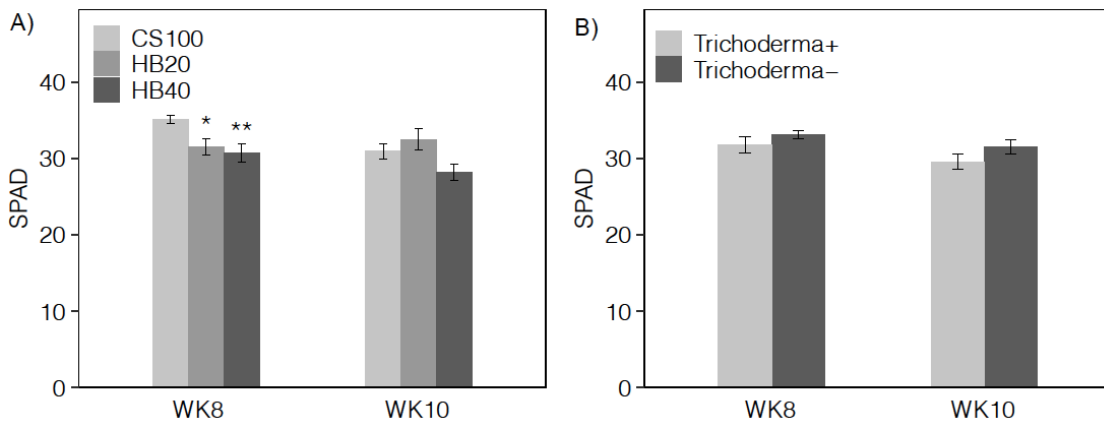 A)
CS100
HB20
HB40
40
30
20
10
0
SPAD
* **
WK8 WK10
B)
Trichoderma+
Trichoderma−
40
30
20
10
0
SPAD
WK8 WK10